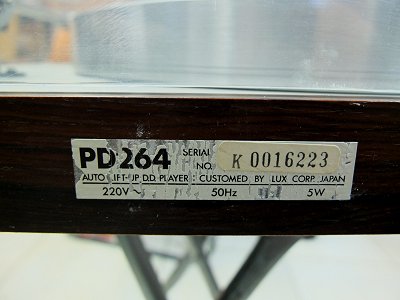 PD264 SERIAL NO. K 0016223
AUTO LIFT-UP D.D. PLAYER : CUSTOMED BY LUX CORP. JAPAN
220V～ 50Hz 5W